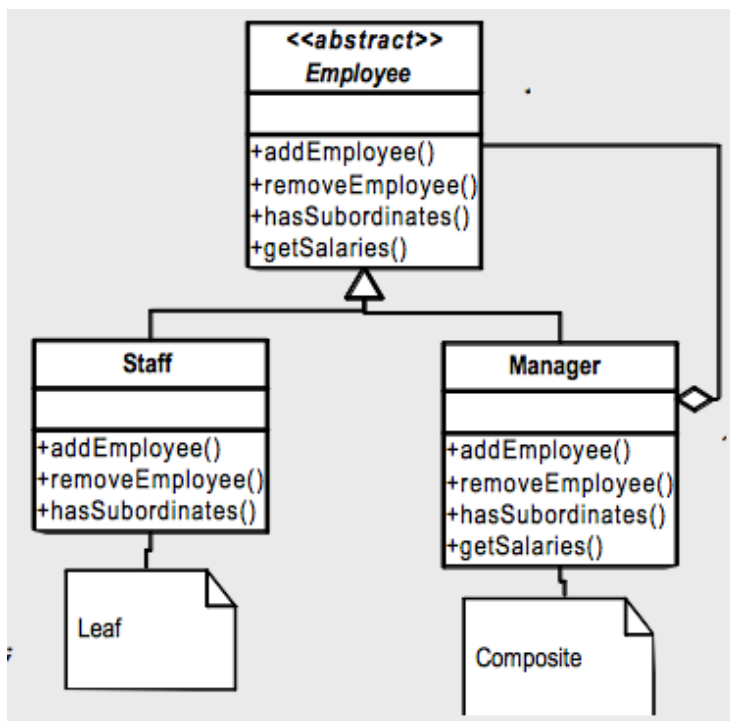 <<abstract>>
Employee
+addEmployee()
+removeEmployee()
+hasSubordinates()
+getSalaries()
Staff
+addEmployee()
+removeEmployee()
+hasSubordinates()
Leaf
Manager
+addEmployee()
+removeEmployee()
+hasSubordinates()
+getSalaries()
Composite